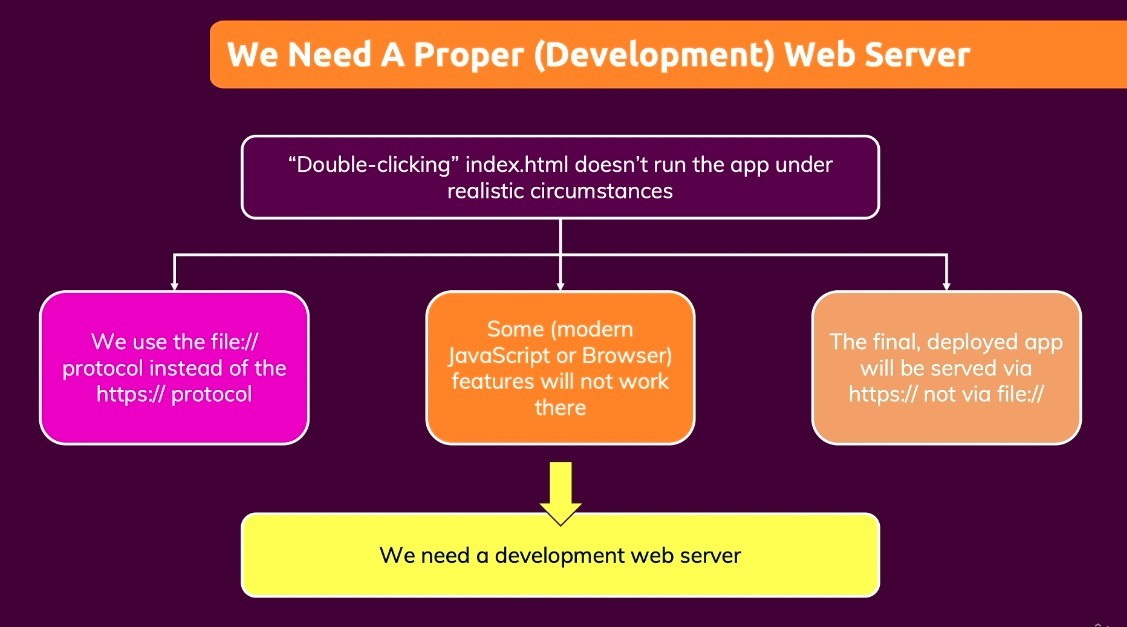 We Need A Proper (Development) Web Server
“Double-clicking” index.html doesn’t run the app under
realistic circumstances
We use the file://
protocol instead of the
https:// protocol
Some (modern
JavaScript or Browser)
features will not work
there
The final, deployed app
will be served via
https:// not via file://
We need a development web server